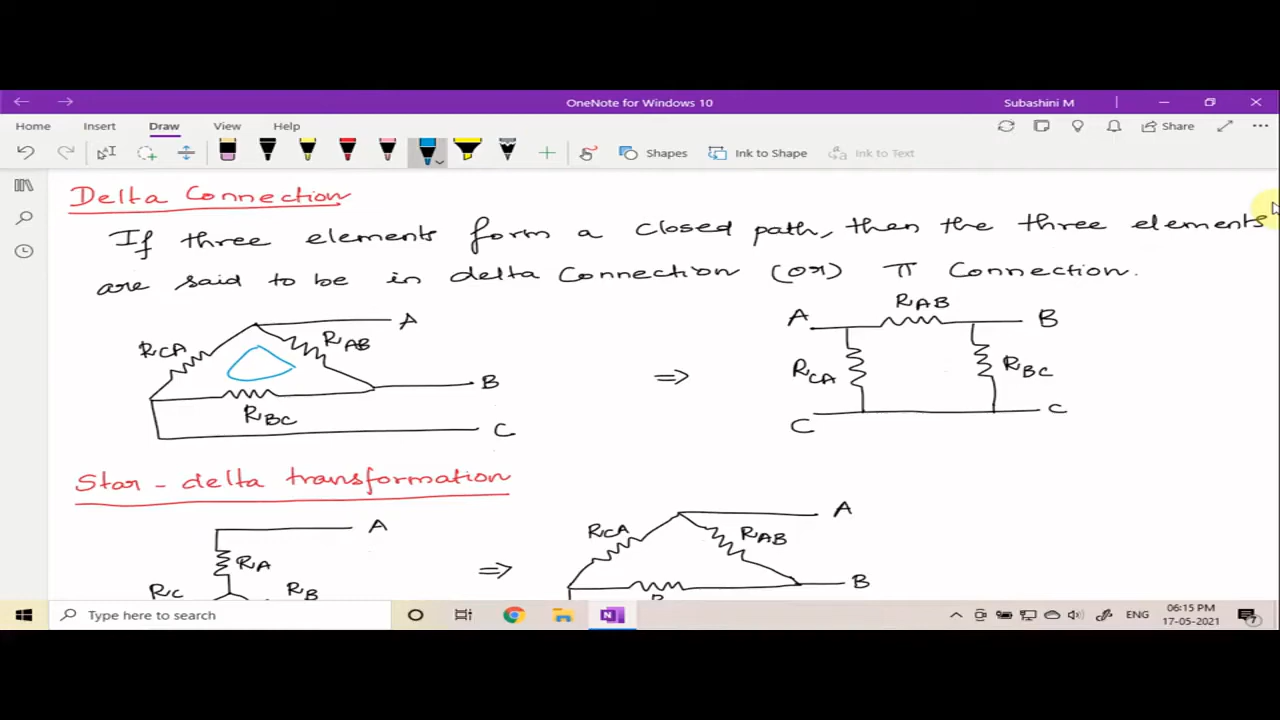 OneNote for Windows 10
Subashini M
Home Insert Draw View Help
Share
Shapes
Ink to Shape
Ink to Text
Delta Connection
If three elements form a closed path, then the three elements
are said to be in delta Connection (or) π Connection.
A
RCA
RAB
B
RBC
C
⇒
RAB
A
B
RCA
RBC
C
C
Star - delta transformation
A
RA
RC
RB
⇒
A
RCA
RAB
B
Type here to search
ENG
06:15 PM
17-05-2021
7